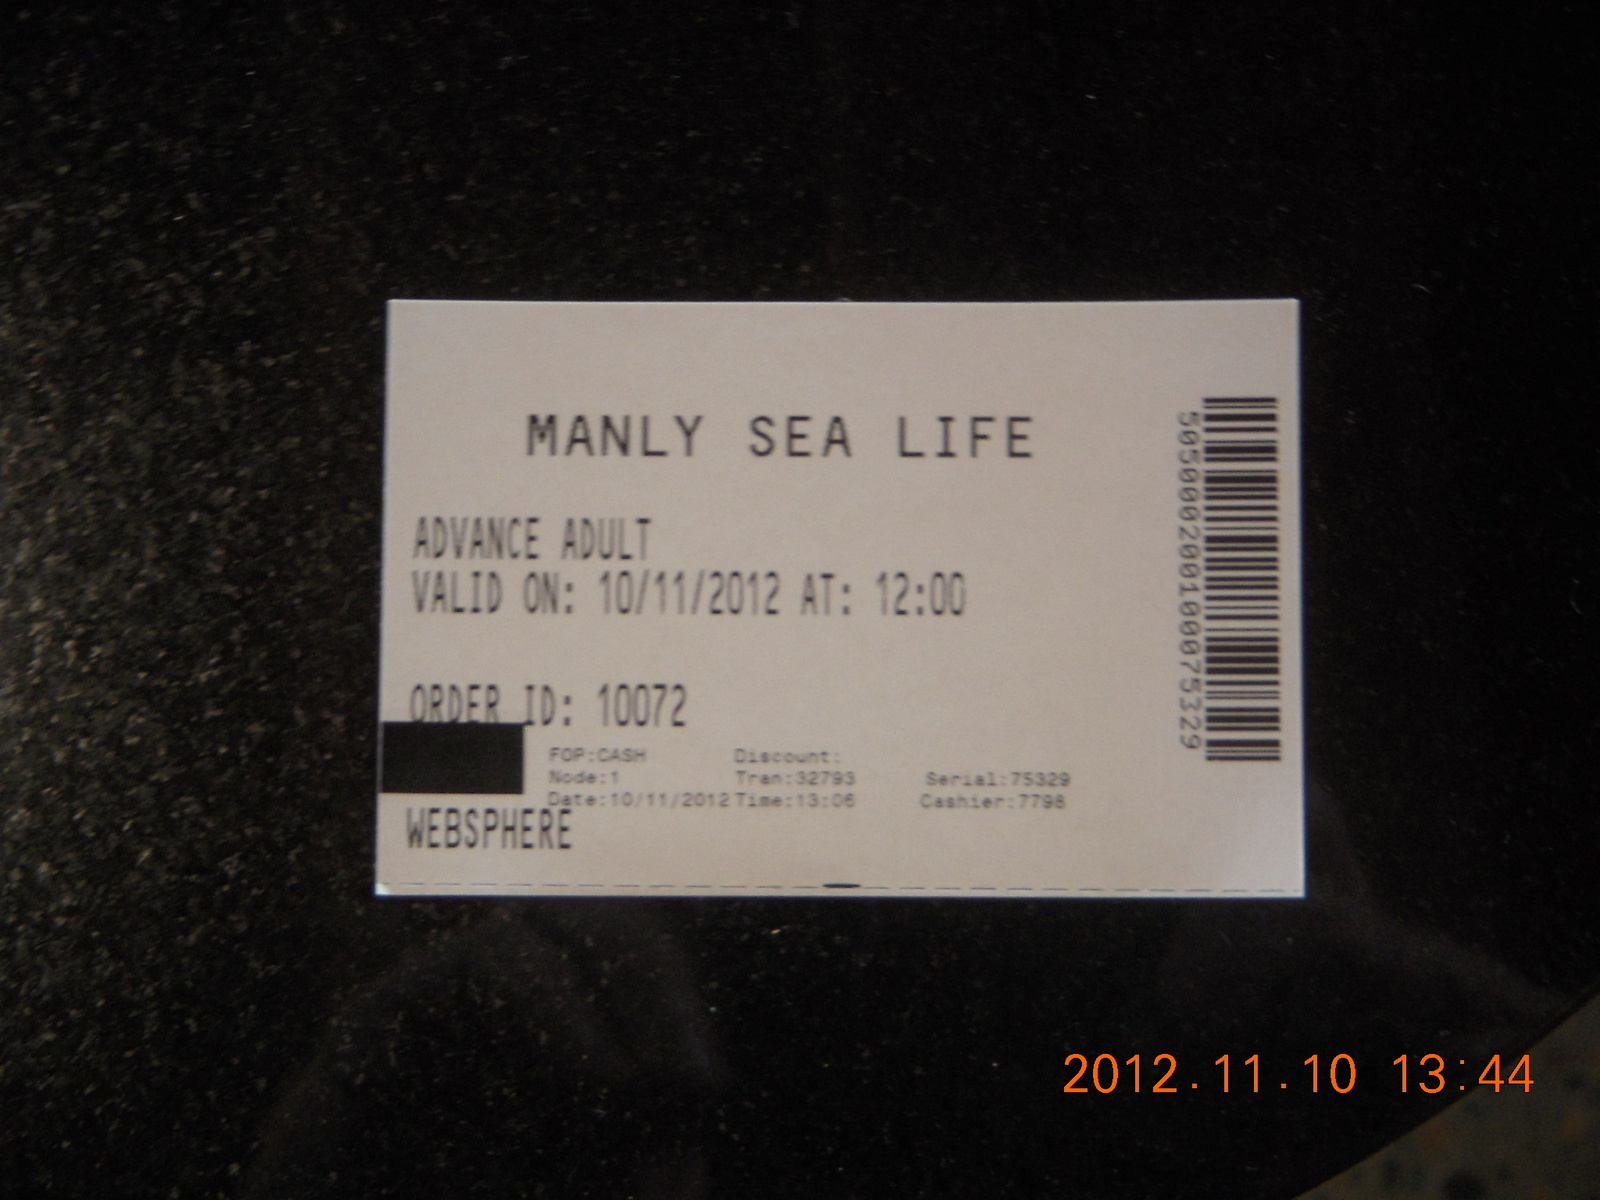 MANLY SEA LIFE
ADVANCE ADULT
VALID ON: 10/11/2012 AT: 12:00
ORDER ID: 10072
FOP:CASH Discount:
Node:1 Tran:32793 Serial:75329
Date:10/11/2012 Time:13:06 Cashier:7798
WEBSPHERE
50500002001000075329
2012.11.10 13:44